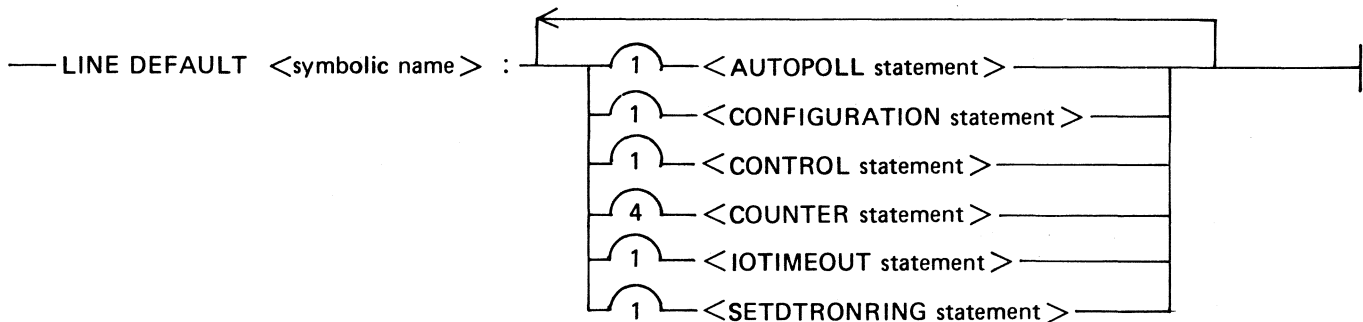 LINE DEFAULT <symbolic name> : 1 <AUTOPOLL statement>
1 <CONFIGURATION statement>
1 <CONTROL statement>
4 <COUNTER statement>
1 <IOTIMEOUT statement>
1 <SETDTRONRING statement>